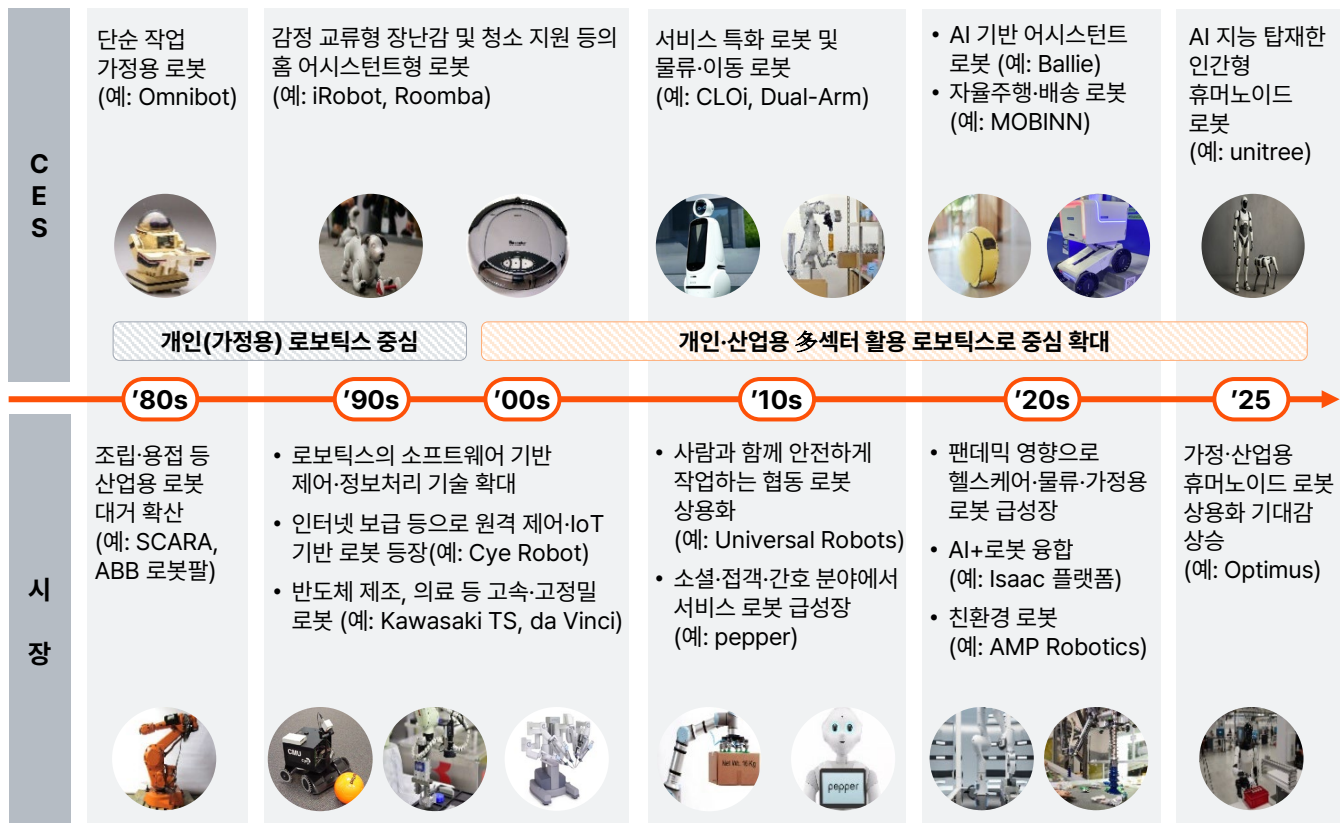 C
E
S
단순 작업
가정용 로봇
(예: Omnibot)
감정 교류형 장난감 및 청소 지원 등의
홈 어시스턴트형 로봇
(예: iRobot, Roomba)
서비스 특화 로봇 및
물류·이동 로봇
(예: CLOi, Dual-Arm)
• AI 기반 어시스턴트
로봇 (예: Ballie)
• 자율주행·배송 로봇
(예: MOBINN)
AI 지능 탑재한
인간형
휴머노이드
로봇
(예: unitree)
개인(가정용) 로보틱스 중심
개인·산업용 多섹터 활용 로보틱스로 중심 확대
’80s
’90s
’00s
’10s
’20s
’25
시
장
조립·용접 등
산업용 로봇
대거 확산
(예: SCARA,
ABB 로봇팔)
• 로보틱스의 소프트웨어 기반
제어·정보처리 기술 확대
• 인터넷 보급 등으로 원격 제어·IoT
기반 로봇 등장(예: Cye Robot)
• 반도체 제조, 의료 등 고속·고정밀
로봇 (예: Kawasaki TS, da Vinci)
• 사람과 함께 안전하게
작업하는 협동 로봇
상용화
(예: Universal Robots)
• 소셜·접객·간호 분야에서
서비스 로봇 급성장
(예: pepper)
• 팬데믹 영향으로
헬스케어·물류·가정용
로봇 급성장
• AI+로봇 융합
(예: Isaac 플랫폼)
• 친환경 로봇
(예: AMP Robotics)
가정·산업용
휴머노이드 로봇
상용화 기대감
상승
(예: Optimus)
CMU
Net Wt. 16 Kg
pepper